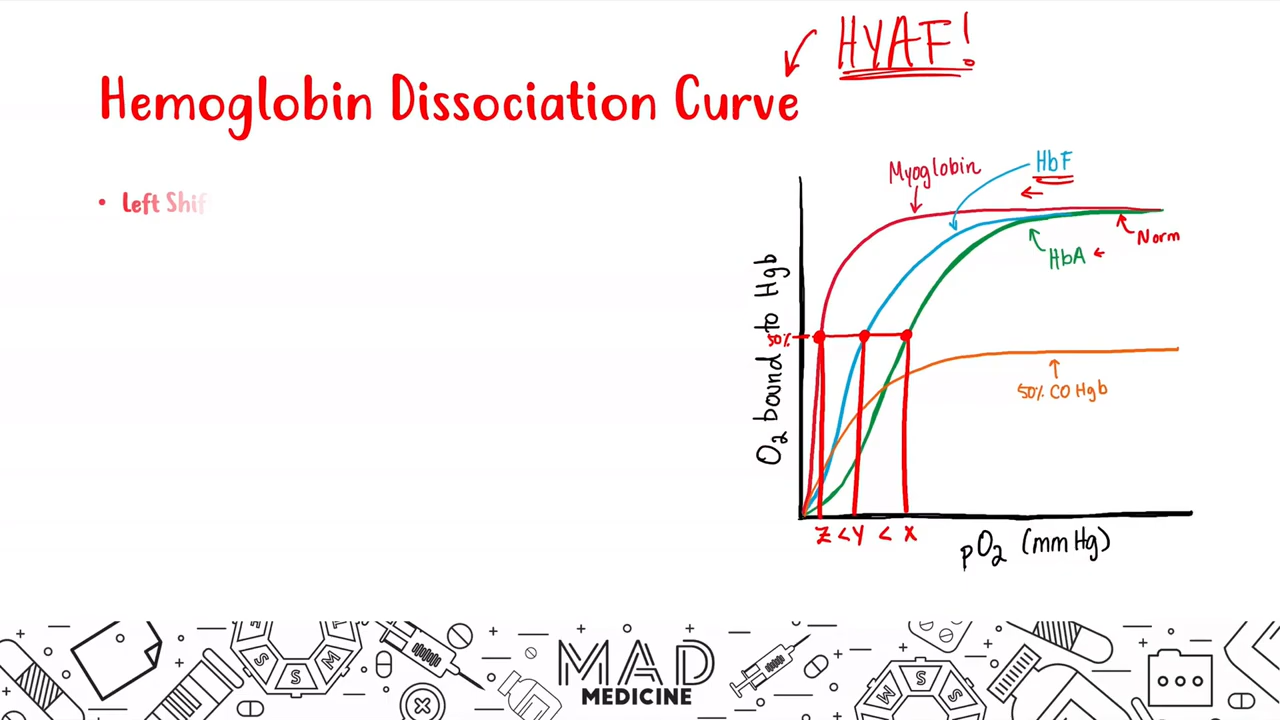 HYAF!
Hemoglobin Dissociation Curve
• Left Shif
Myoglobin
HbF
Norm
HbA
50%
50% CO Hgb
O₂ bound to Hgb
Z < Y < X
pO₂ (mmHg)
MAD
MEDICINE
S
S
M
M
S
S